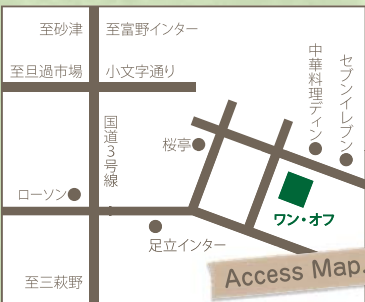 至砂津
至富野インター
至旦過市場
小文字通り
国道3号線
中華料理ディン
セブンイレブン
桜亭
ローソン
ワン・オフ
足立インター
至三萩野
Access Map.